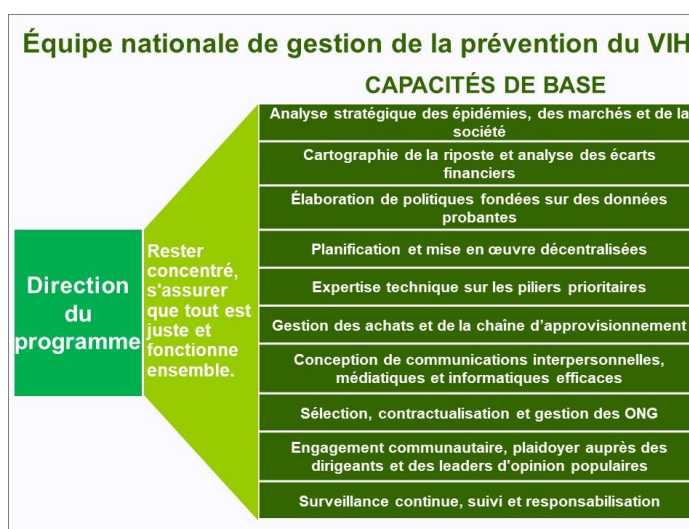 Équipe nationale de gestion de la prévention du VIH
CAPACITÉS DE BASE
Direction
du
programme
Rester
concentré,
s'assurer
que tout est
juste et
fonctionne
ensemble.
Analyse stratégique des épidémies, des marchés et de la
société
Cartographie de la riposte et analyse des écarts
financiers
Élaboration de politiques fondées sur des données
probantes
Planification et mise en œuvre décentralisées
Expertise technique sur les piliers prioritaires
Gestion des achats et de la chaîne d’approvisionnement
Conception de communications interpersonnelles,
médiatiques et informatiques efficaces
Sélection, contractualisation et gestion des ONG
Engagement communautaire, plaidoyer auprès des
dirigeants et des leaders d'opinion populaires
Surveillance continue, suivi et responsabilisation